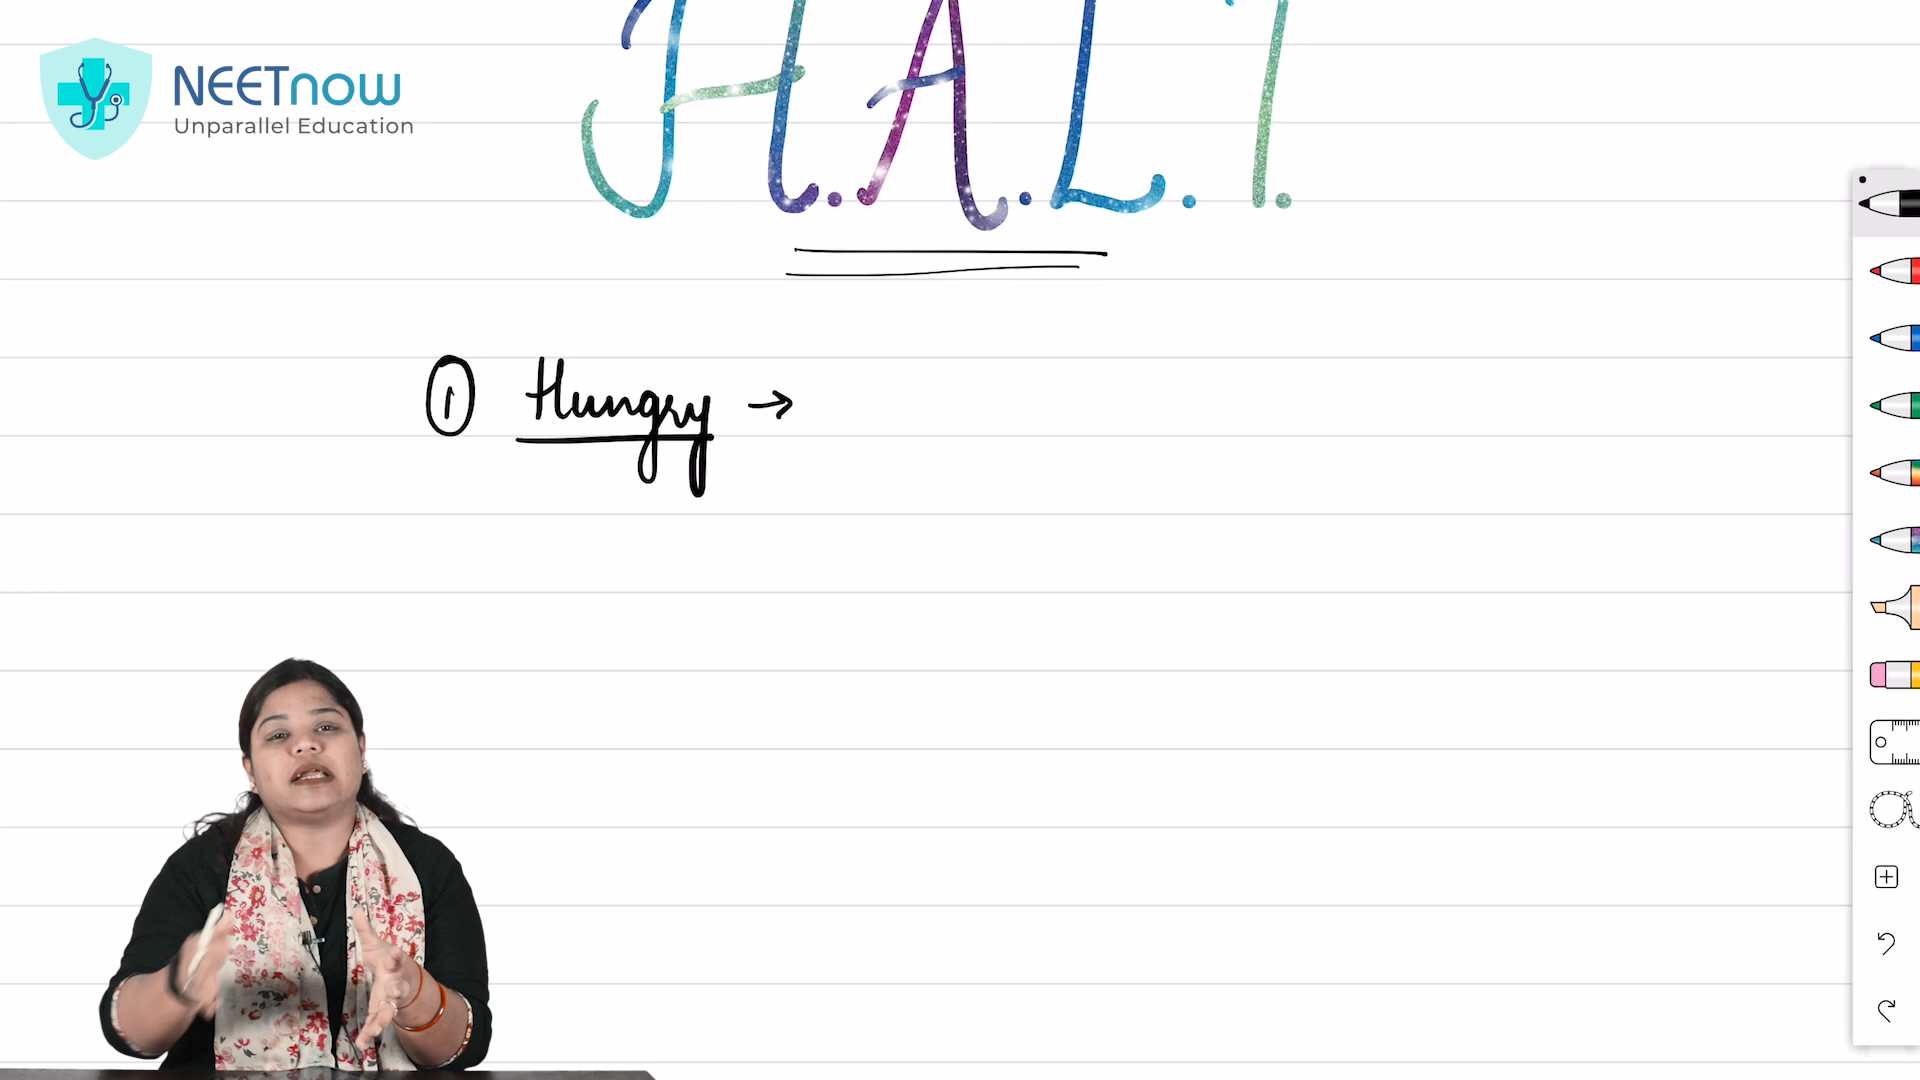 NEETnow
Unparallel Education
H.A.L.T.
① Hungry →